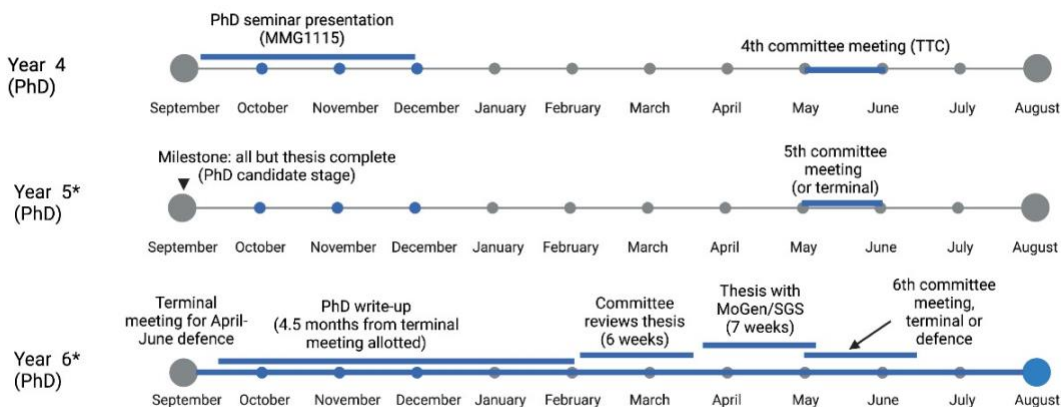 PhD seminar presentation
(MMG1115)
4th committee meeting (TTC)
Year 4
(PhD)
September October November December January February March April May June July August
Milestone: all but thesis complete
(PhD candidate stage)
5th committee
meeting
(or terminal)
Year 5*
(PhD)
September October November December January February March April May June July August
Terminal
meeting for April-
June defence
PhD write-up
(4.5 months from terminal
meeting allotted)
Committee
reviews thesis
(6 weeks)
Thesis with
MoGen/SGS
(7 weeks)
6th committee
meeting,
terminal or
defence
Year 6*
(PhD)
September October November December January February March April May June July August